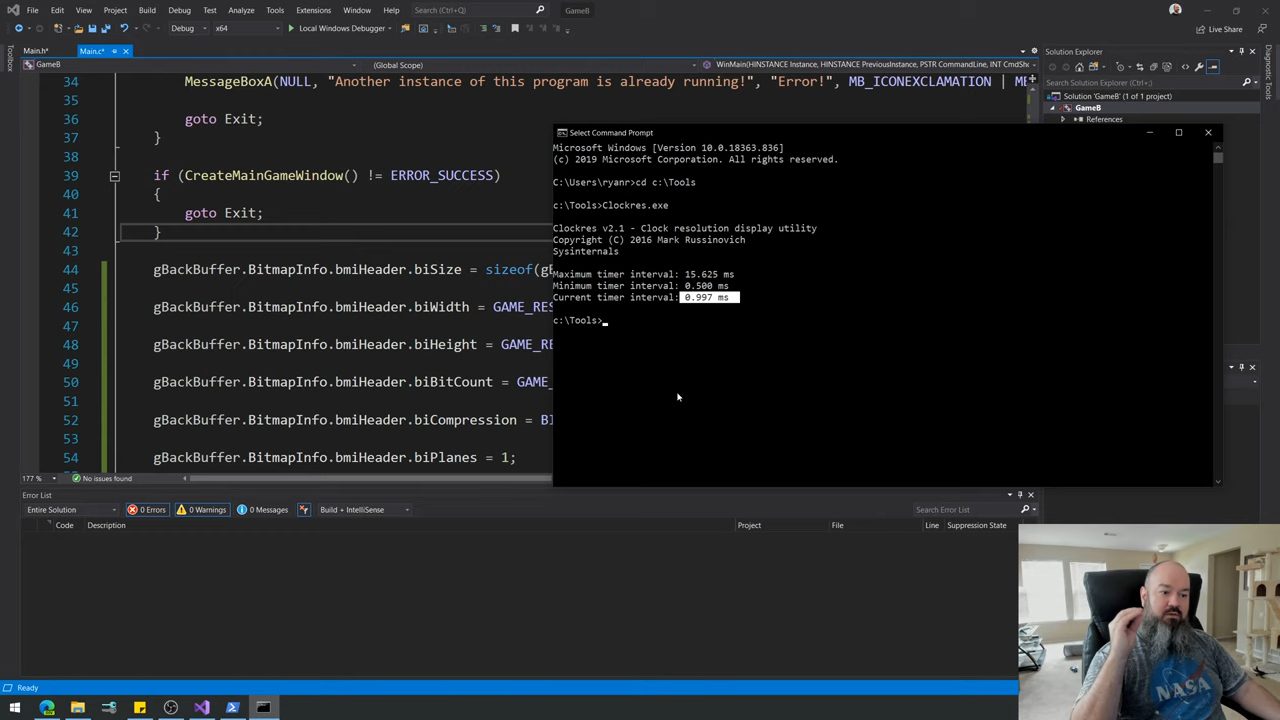 File Edit View Project Build Debug Test Analyze Tools Extensions Window Help Search (Ctrl+Q) GameB
Debug x64 Local Windows Debugger Live Share
Toolbox
Main.h* Main.c*
GameB (Global Scope) WinMain(HINSTANCE Instance, HINSTANCE PreviousInstance, PSTR CommandLine, INT CmdSho
34 MessageBoxA(NULL, "Another instance of this program is already running!", "Error!", MB_ICONEXCLAMATION | M
35
36 goto Exit;
37 }
38
39 if (CreateMainGameWindow() != ERROR_SUCCESS)
40 {
41 goto Exit;
42 }
43
44 gBackBuffer.BitmapInfo.bmiHeader.biSize = sizeof(g
45
46 gBackBuffer.BitmapInfo.bmiHeader.biWidth = GAME_RE
47
48 gBackBuffer.BitmapInfo.bmiHeader.biHeight = GAME_RE
49
50 gBackBuffer.BitmapInfo.bmiHeader.biBitCount = GAME_
51
52 gBackBuffer.BitmapInfo.bmiHeader.biCompression = BI
53
54 gBackBuffer.BitmapInfo.bmiHeader.biPlanes = 1;
177 % No issues found
Solution Explorer
Search Solution Explorer (Ctrl+;)
Solution 'GameB' (1 of 1 project)
GameB
References
Diagnostic Tools
Select Command Prompt
Microsoft Windows [Version 10.0.18363.836]
(c) 2019 Microsoft Corporation. All rights reserved.
C:\Users\ryanr>cd c:\Tools
c:\Tools>Clockres.exe
Clockres v2.1 - Clock resolution display utility
Copyright (C) 2016 Mark Russinovich
Sysinternals
Maximum timer interval: 15.625 ms
Minimum timer interval: 0.500 ms
Current timer interval: 0.997 ms
c:\Tools>
Error List
Entire Solution 0 Errors 0 Warnings 0 Messages Build + IntelliSense Search Error List
Code Description Project File Line Suppression State
NASA
Ready